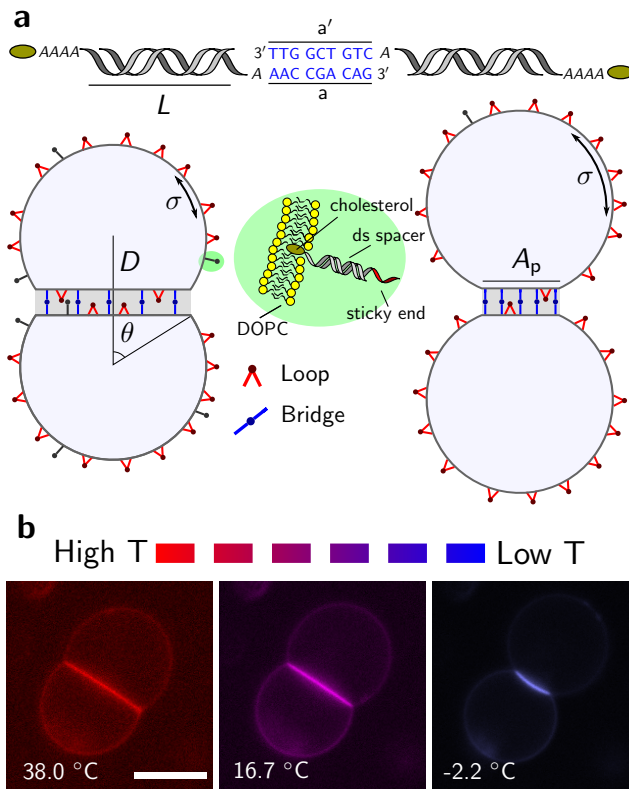 a
a′
AAAA 3′ TTG GCT GTC A
A AAC CGA CAG 3′ AAAA
L a
σ
cholesterol
ds spacer
D
sticky end
DOPC
θ
Loop
Bridge
σ
Aₚ
b
High T Low T
38.0 °C 16.7 °C -2.2 °C